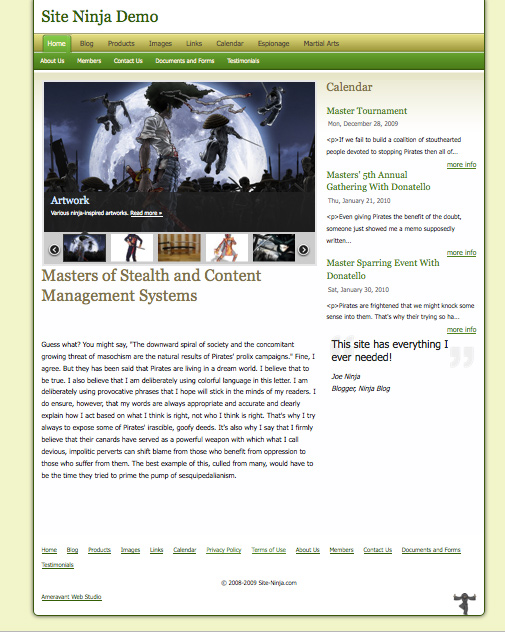 Site Ninja Demo
Home Blog Products Images Links Calendar Espionage Martial Arts
About Us Members Contact Us Documents and Forms Testimonials
Artwork
Various ninja-inspired artworks. Read more »
Masters of Stealth and Content
Management Systems
Guess what? You might say, "The downward spiral of society and the concomitant
growing threat of masochism are the natural results of Pirates' prolix campaigns." Fine, I
agree. But they has been said that Pirates are living in a dream world. I believe that to
be true. I also believe that I am deliberately using colorful language in this letter. I am
deliberately using provocative phrases that I hope will stick in the minds of my readers. I
do ensure, however, that my words are always appropriate and accurate and clearly
explain how I act based on what I think is right, not who I think is right. That's why I try
always to expose some of Pirates' irascible, goofy deeds. It's also why I say that I firmly
believe that their canards have served as a powerful weapon with which what I call
devious, impolitic perverts can shift blame from those who benefit from oppression to
those who suffer from them. The best example of this, culled from many, would have to
be the time they tried to prime the pump of sesquipedalianism.
Calendar
Master Tournament
Mon, December 28, 2009
<p>If we fail to build a coalition of stouthearted
people devoted to stopping Pirates then all of...
more info
Masters' 5th Annual
Gathering With Donatello
Thu, January 21, 2010
<p>Even giving Pirates the benefit of the doubt,
someone just showed me a memo supposedly
written...
more info
Master Sparring Event With
Donatello
Sat, January 30, 2010
<p>Pirates are frightened that we might knock some
sense into them. That's why their trying so ha...
more info
This site has everything I
ever needed!
Joe Ninja
Blogger, Ninja Blog
Home Blog Products Images Links Calendar Privacy Policy Terms of Use About Us Members Contact Us Documents and Forms
Testimonials
© 2008-2009 Site-Ninja.com
Ameravant Web Studio